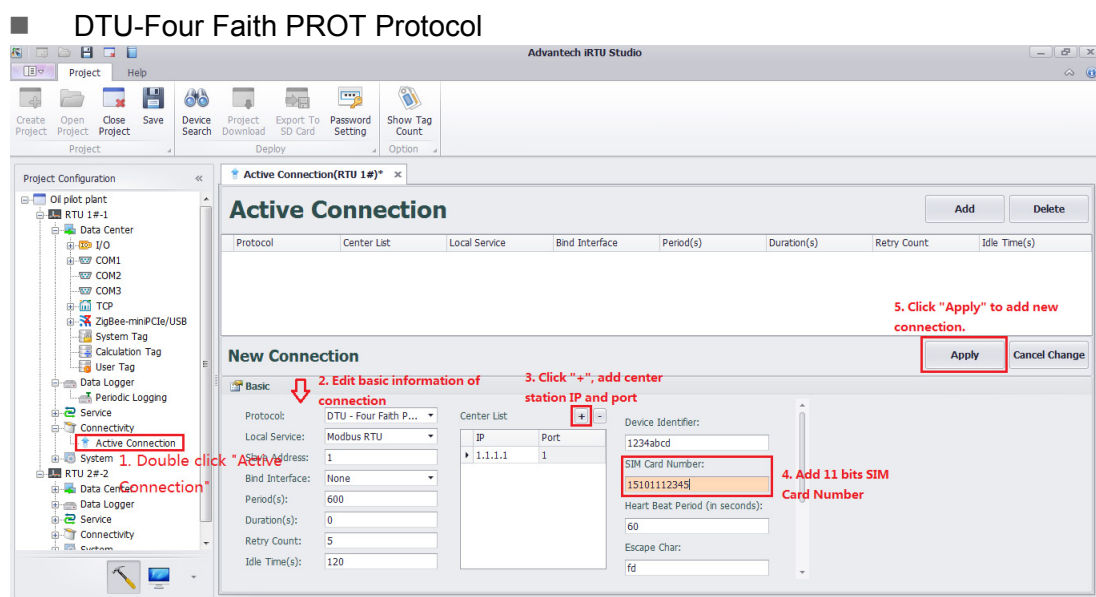 ■ DTU-Four Faith PROT Protocol
Advantech iRTU Studio
Project Help
Create Project
Open Project
Close Project
Save
Device Search
Project Download
Export To SD Card
Password Setting
Show Tag Count
Project
Deploy
Option
Project Configuration
Oil pilot plant
RTU 1#-1
Data Center
I/O
COM1
COM2
COM3
TCP
ZigBee-miniPCIe/USB
System Tag
Calculation Tag
User Tag
Data Logger
Periodic Logging
Service
Connectivity
Active Connection
System
RTU 2#-2
Data Center
Data Logger
Service
Connectivity
System
1. Double click "Active
Connection"
Active Connection(RTU 1#)*
Active Connection
Add Delete
Protocol Center List Local Service Bind Interface Period(s) Duration(s) Retry Count Idle Time(s)
5. Click "Apply" to add new
connection.
New Connection
Apply Cancel Change
Basic
2. Edit basic information of
connection
3. Click "+", add center
station IP and port
Protocol: DTU - Four Faith P...
Local Service: Modbus RTU
Slave Address: 1
Bind Interface: None
Period(s): 600
Duration(s): 0
Retry Count: 5
Idle Time(s): 120
Center List + -
IP Port
1.1.1.1 1
Device Identifier:
1234abcd
SIM Card Number:
15101112345
4. Add 11 bits SIM
Card Number
Heart Beat Period (in seconds):
60
Escape Char:
fd